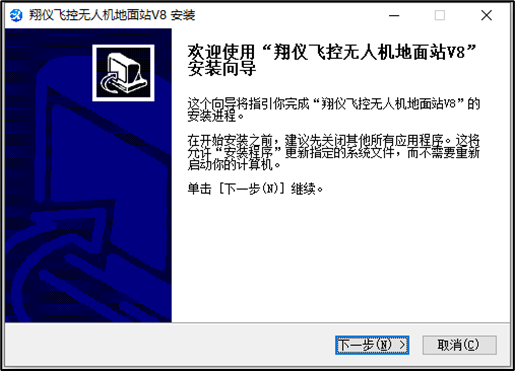 翔仪飞控无人机地面站V8 安装
欢迎使用“翔仪飞控无人机地面站V8”
安装向导
这个向导将指引你完成“翔仪飞控无人机地面站V8”的
安装进程。
在开始安装之前，建议先关闭其他所有应用程序。这将
允许“安装程序”更新指定的系统文件，而不需要重新
启动你的计算机。
单击 [下一步(N)] 继续。
下一步(N) >
取消(C)